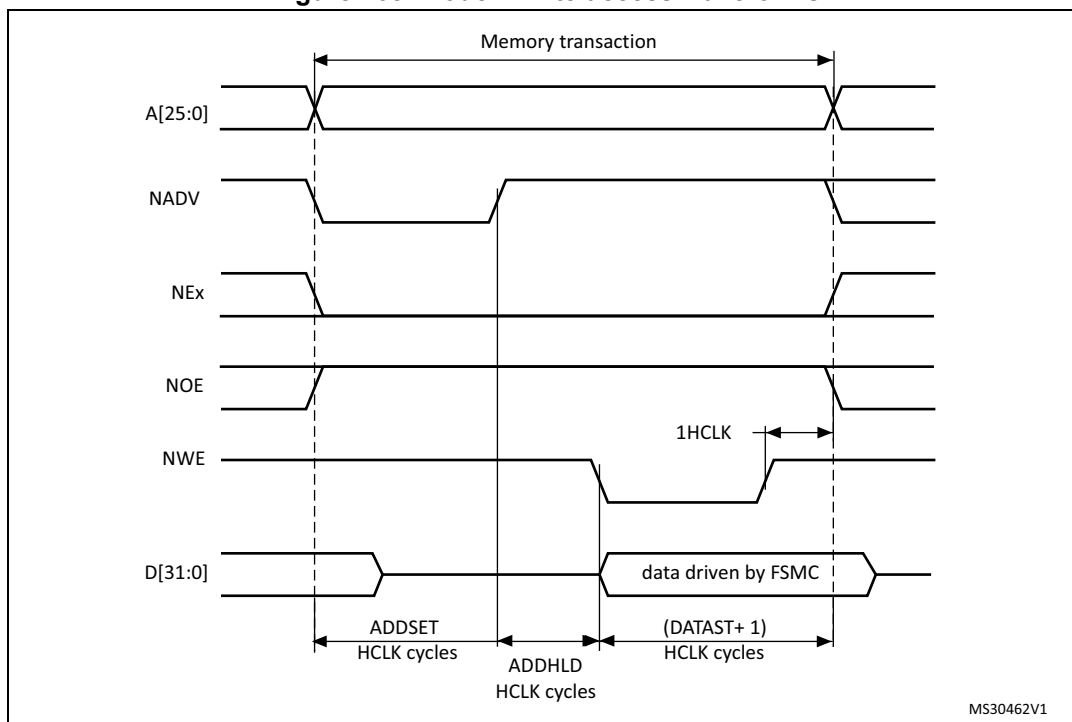 Memory transaction
A[25:0]
NADV
NEx
NOE
1HCLK
NWE
D[31:0]
data driven by FSMC
ADDSET
HCLK cycles
ADDHLD
HCLK cycles
(DATAST+ 1)
HCLK cycles
MS30462V1